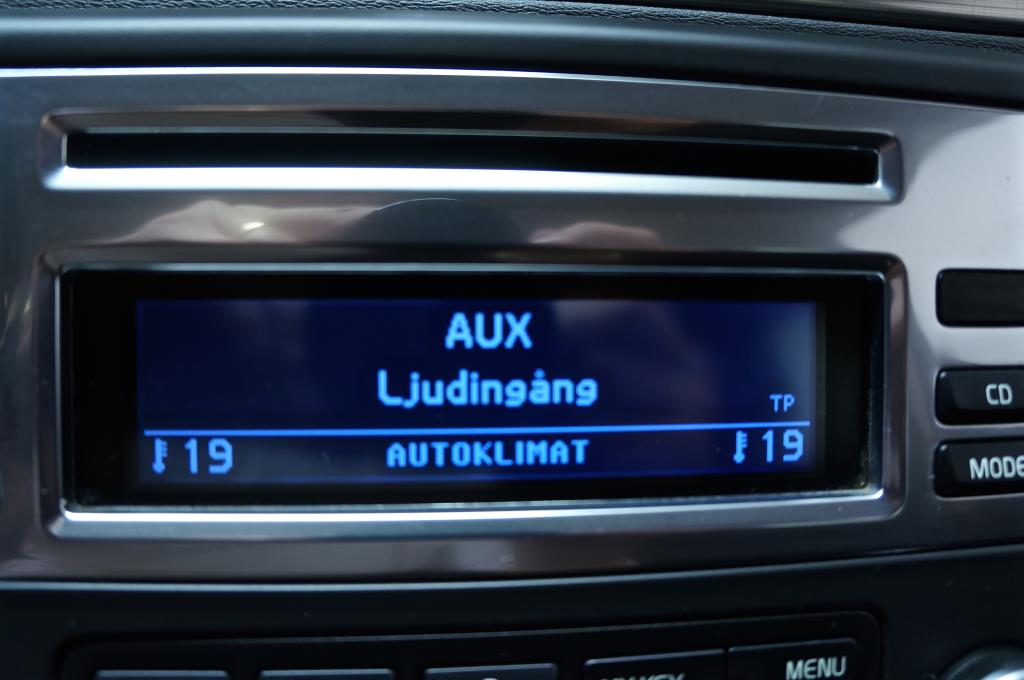 AUX
Ljudingång
TP
19 AUTOKLIMAT 19
CD
MODE
MENU